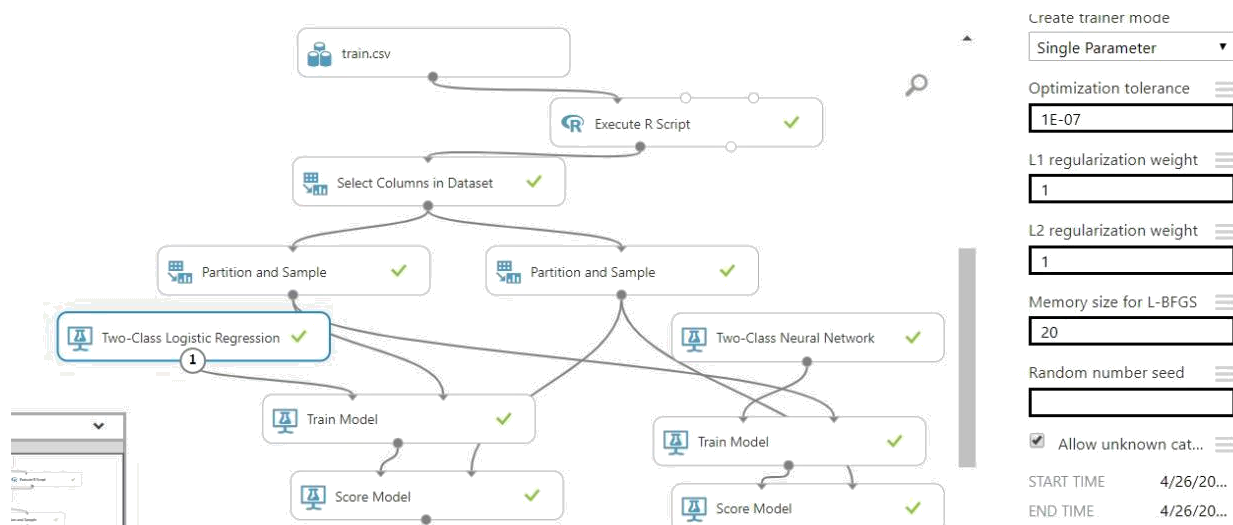 train.csv
Execute R Script
Select Columns in Dataset
Partition and Sample
Partition and Sample
Two-Class Logistic Regression
1
Two-Class Neural Network
Train Model
Train Model
Score Model
Score Model
Create trainer mode
Single Parameter
Optimization tolerance
1E-07
L1 regularization weight
1
L2 regularization weight
1
Memory size for L-BFGS
20
Random number seed
Allow unknown cat...
START TIME 4/26/20...
END TIME 4/26/20...